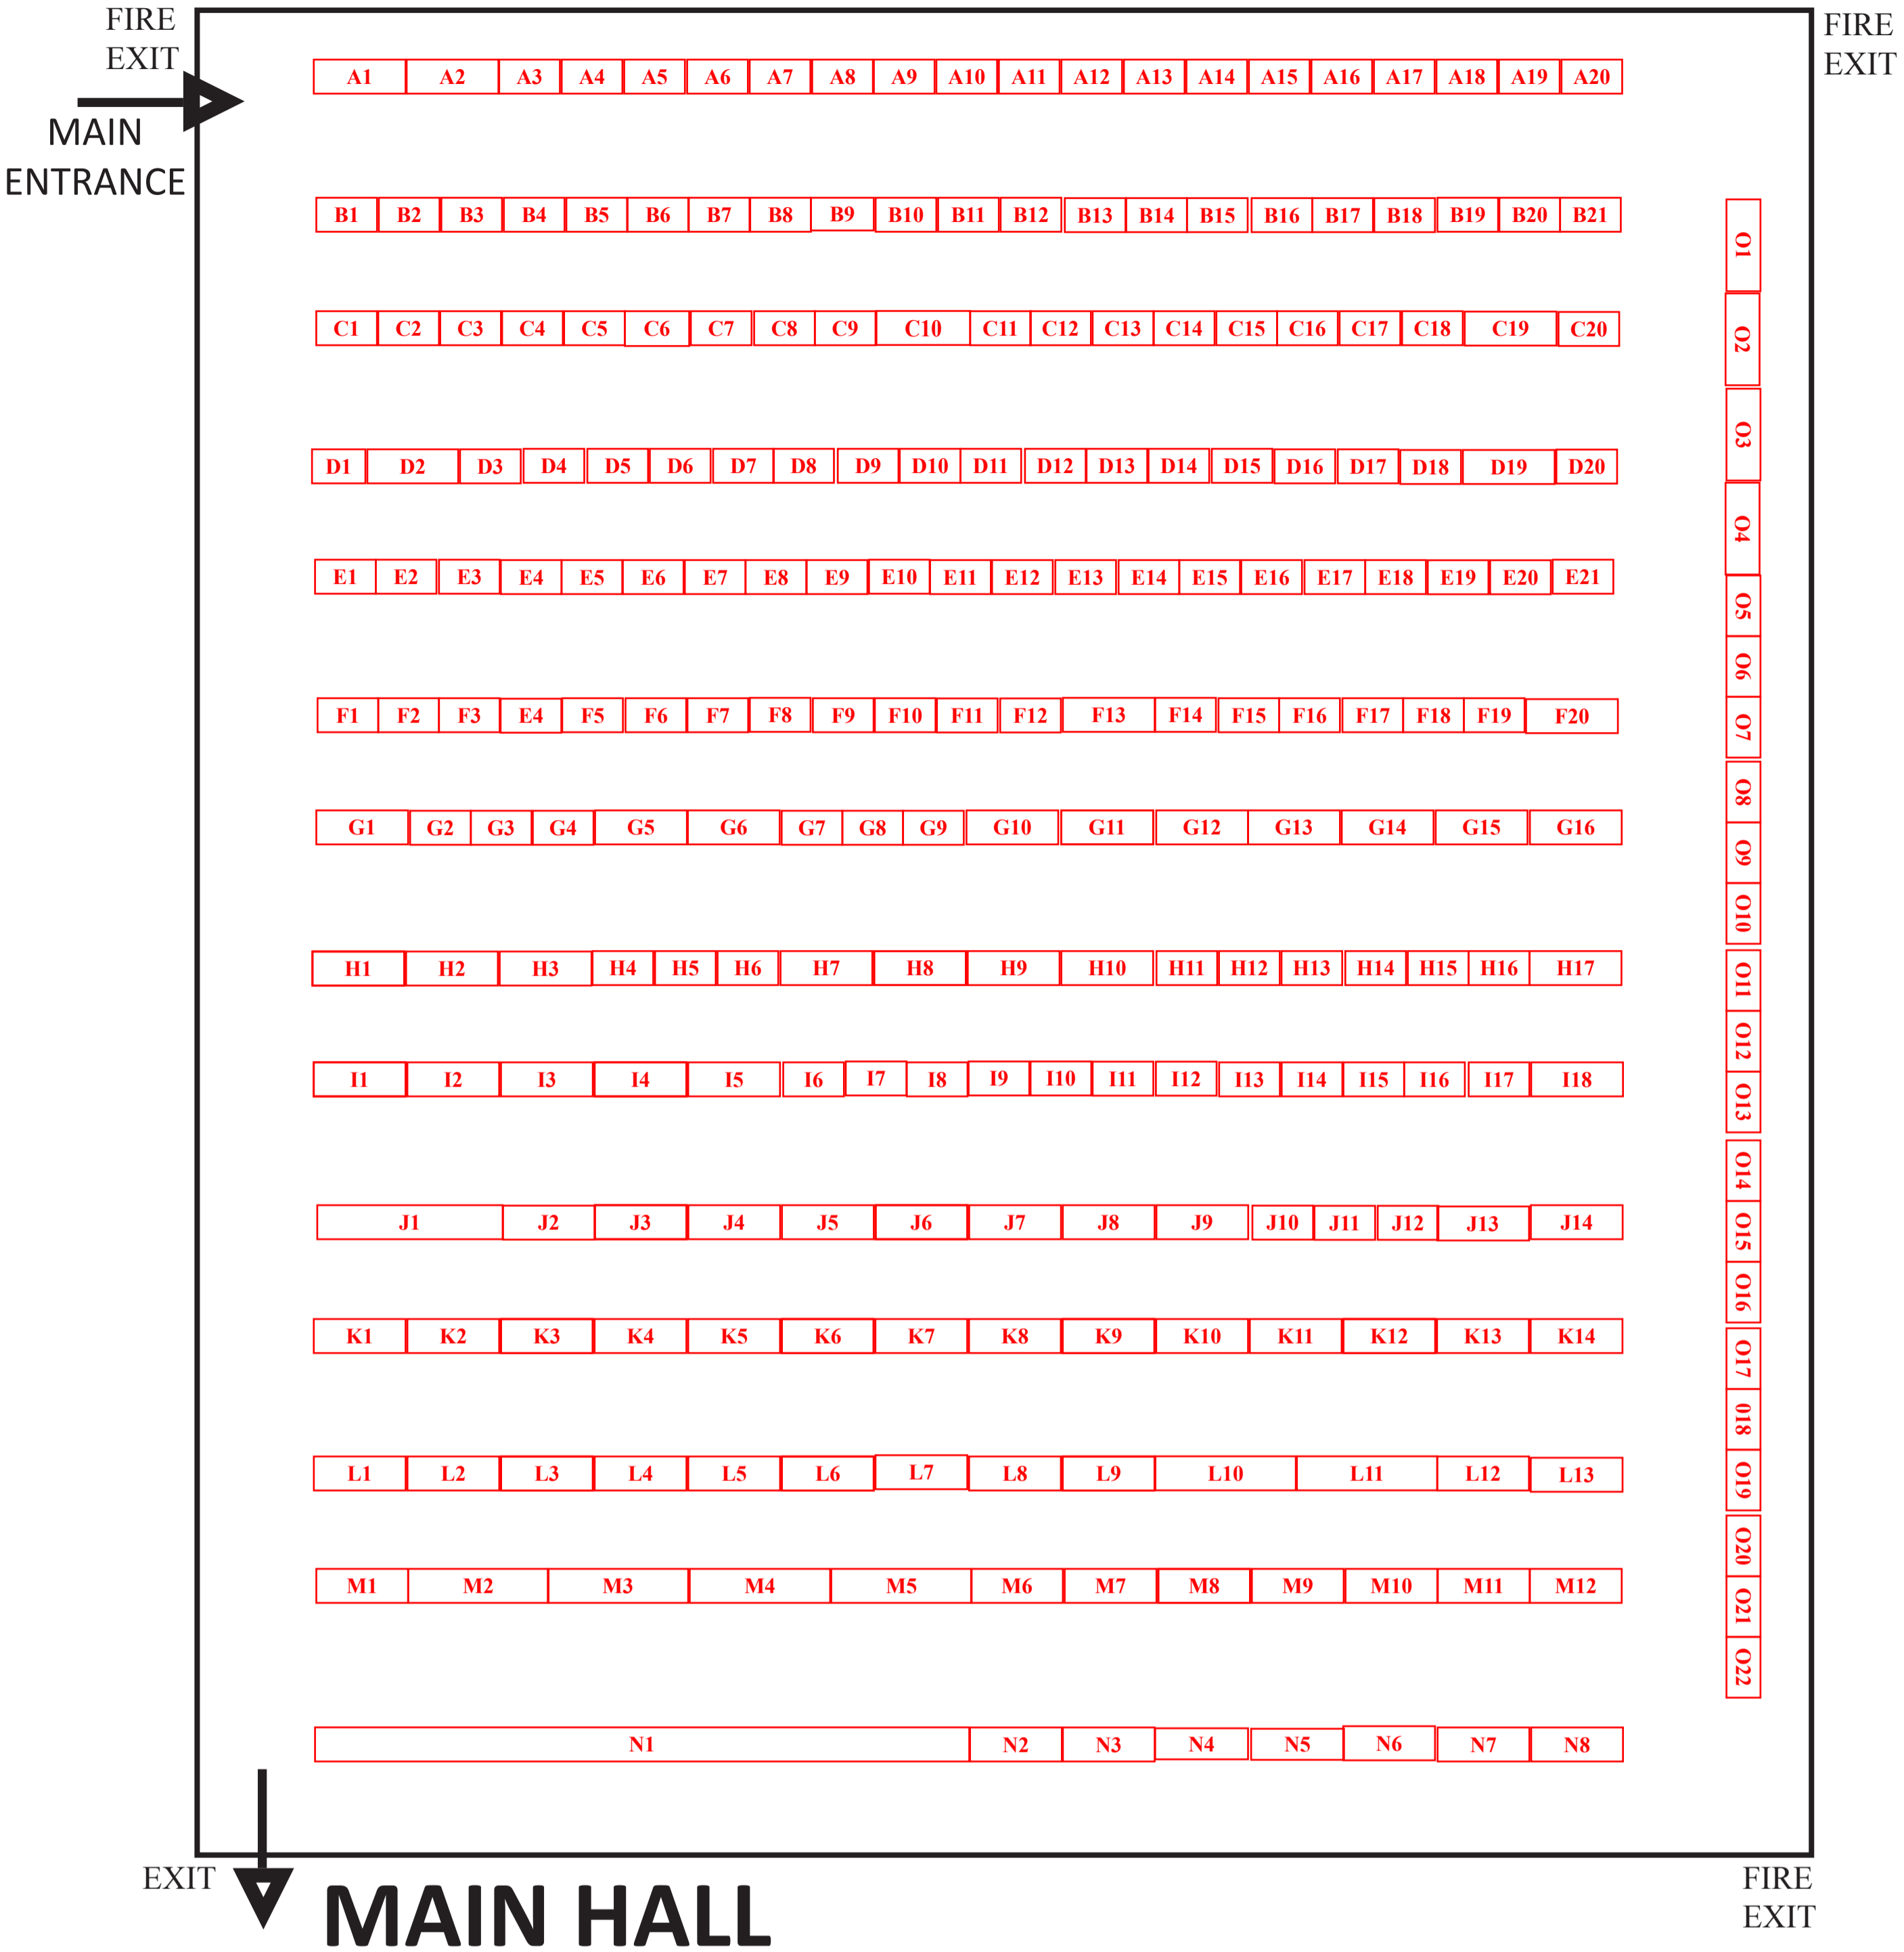 FIRE
EXIT
FIRE
EXIT
MAIN
ENTRANCE
A1 A2 A3 A4 A5 A6 A7 A8 A9 A10 A11 A12 A13 A14 A15 A16 A17 A18 A19 A20
B1 B2 B3 B4 B5 B6 B7 B8 B9 B10 B11 B12 B13 B14 B15 B16 B17 B18 B19 B20 B21
C1 C2 C3 C4 C5 C6 C7 C8 C9 C10 C11 C12 C13 C14 C15 C16 C17 C18 C19 C20
D1 D2 D3 D4 D5 D6 D7 D8 D9 D10 D11 D12 D13 D14 D15 D16 D17 D18 D19 D20
E1 E2 E3 E4 E5 E6 E7 E8 E9 E10 E11 E12 E13 E14 E15 E16 E17 E18 E19 E20 E21
F1 F2 F3 E4 F5 F6 F7 F8 F9 F10 F11 F12 F13 F14 F15 F16 F17 F18 F19 F20
G1 G2 G3 G4 G5 G6 G7 G8 G9 G10 G11 G12 G13 G14 G15 G16
H1 H2 H3 H4 H5 H6 H7 H8 H9 H10 H11 H12 H13 H14 H15 H16 H17
I1 I2 I3 I4 I5 I6 I7 I8 I9 I10 I11 I12 I13 I14 I15 I16 I17 I18
J1 J2 J3 J4 J5 J6 J7 J8 J9 J10 J11 J12 J13 J14
K1 K2 K3 K4 K5 K6 K7 K8 K9 K10 K11 K12 K13 K14
L1 L2 L3 L4 L5 L6 L7 L8 L9 L10 L11 L12 L13
M1 M2 M3 M4 M5 M6 M7 M8 M9 M10 M11 M12
N1 N2 N3 N4 N5 N6 N7 N8
O1
O2
O3
O4
O5
O6
O7
O8
O9
O10
O11
O12
O13
O14
O15
O16
O17
018
O19
O20
O21
O22
EXIT
MAIN HALL
FIRE
EXIT